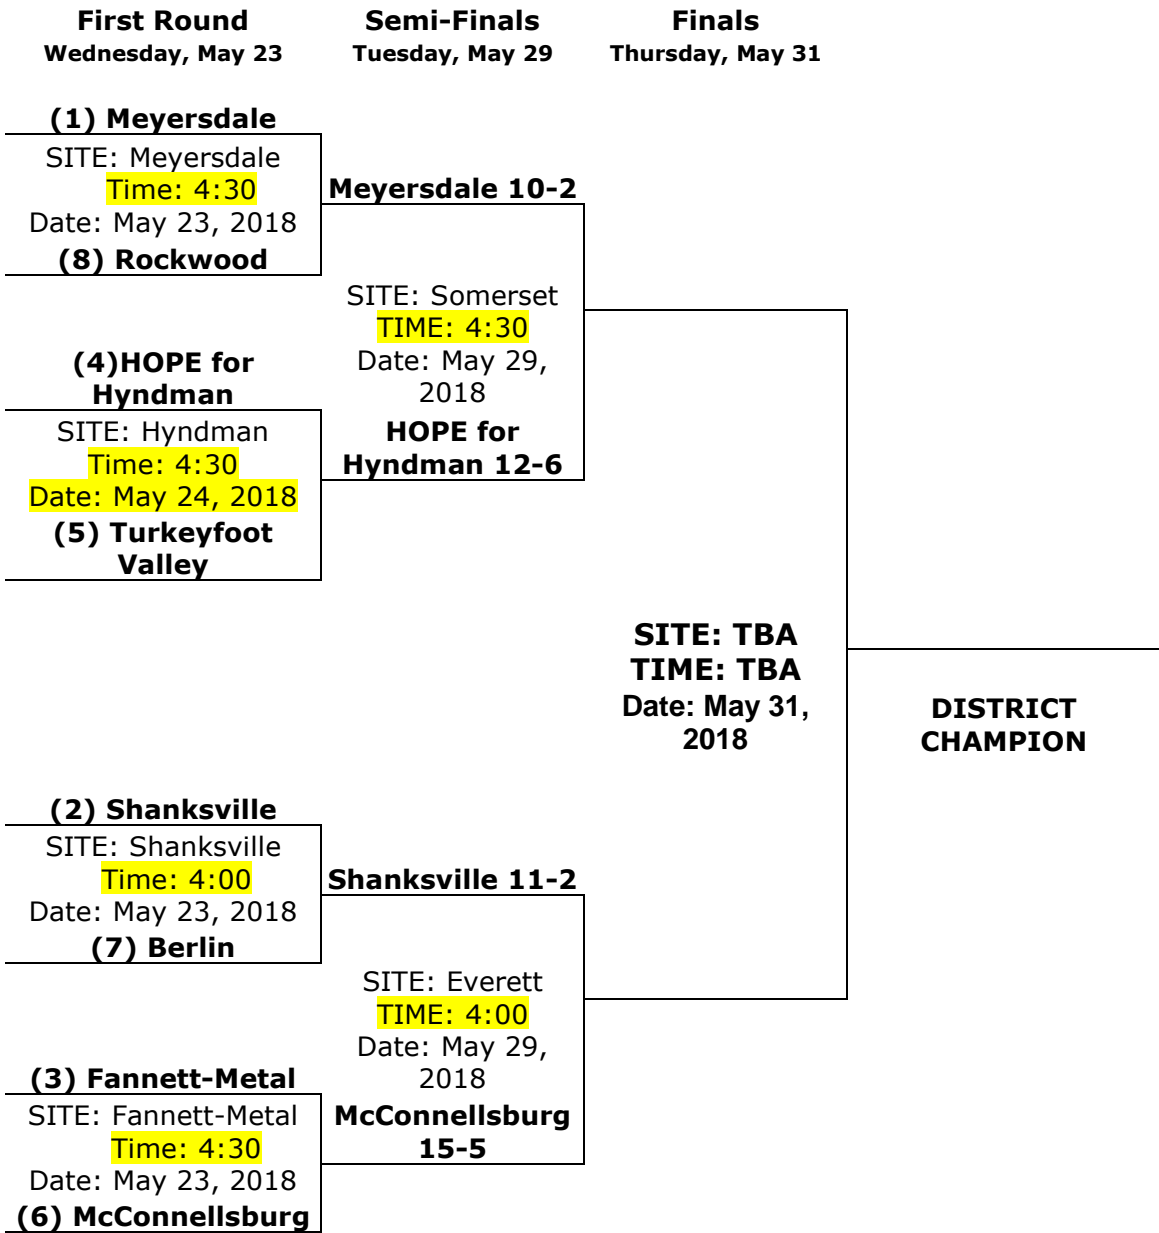 First Round
Wednesday, May 23
Semi-Finals
Tuesday, May 29
Finals
Thursday, May 31
(1) Meyersdale
SITE: Meyersdale
Time: 4:30
Date: May 23, 2018
(8) Rockwood
Meyersdale 10-2
SITE: Somerset
TIME: 4:30
Date: May 29,
2018
HOPE for
Hyndman 12-6
(4)HOPE for
Hyndman
SITE: Hyndman
Time: 4:30
Date: May 24, 2018
(5) Turkeyfoot
Valley
SITE: TBA
TIME: TBA
Date: May 31,
2018
DISTRICT
CHAMPION
(2) Shanksville
SITE: Shanksville
Time: 4:00
Date: May 23, 2018
(7) Berlin
Shanksville 11-2
SITE: Everett
TIME: 4:00
Date: May 29,
2018
McConnellsburg
15-5
(3) Fannett-Metal
SITE: Fannett-Metal
Time: 4:30
Date: May 23, 2018
(6) McConnellsburg